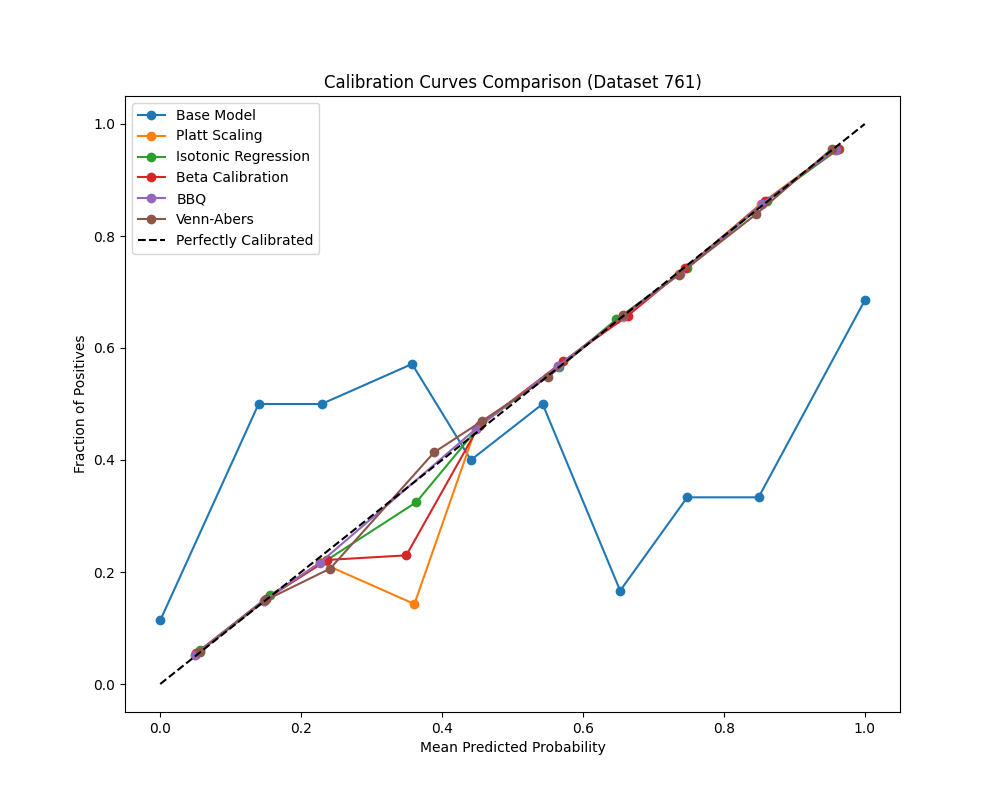 Calibration Curves Comparison (Dataset 761)
Base Model
Platt Scaling
Isotonic Regression
Beta Calibration
BBQ
Venn-Abers
Perfectly Calibrated
Fraction of Positives
1.0
0.8
0.6
0.4
0.2
0.0
0.0 0.2 0.4 0.6 0.8 1.0
Mean Predicted Probability